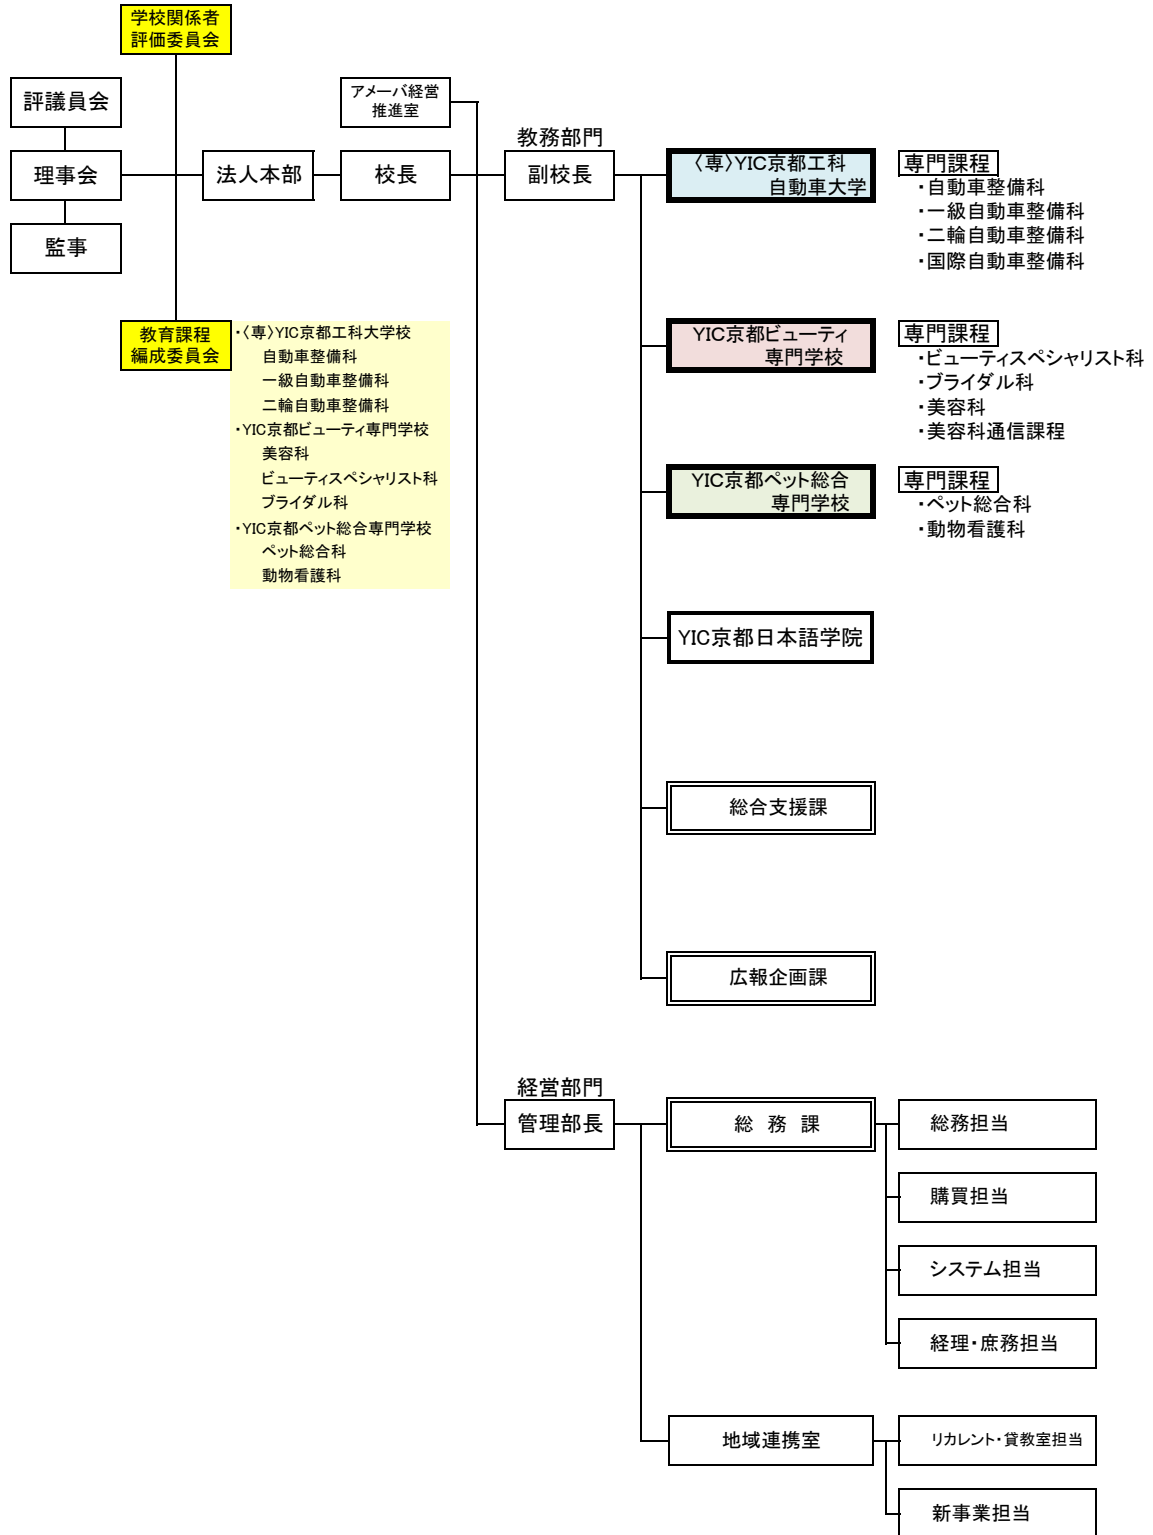 学校関係者
評価委員会
評議員会
理事会
監事
法人本部
アメーバ経営
推進室
校長
教務部門
副校長
〈専〉YIC京都工科
自動車大学
専門課程
・自動車整備科
・一級自動車整備科
・二輪自動車整備科
・国際自動車整備科
教育課程
編成委員会
・〈専〉YIC京都工科大学校
自動車整備科
一級自動車整備科
二輪自動車整備科
・YIC京都ビューティ専門学校
美容科
ビューティスペシャリスト科
ブライダル科
・YIC京都ペット総合専門学校
ペット総合科
動物看護科
YIC京都ビューティ
専門学校
専門課程
・ビューティスペシャリスト科
・ブライダル科
・美容科
・美容科通信課程
YIC京都ペット総合
専門学校
専門課程
・ペット総合科
・動物看護科
YIC京都日本語学院
総合支援課
広報企画課
経営部門
管理部長
総 務 課
総務担当
購買担当
システム担当
経理・庶務担当
地域連携室
リカレント・貸教室担当
新事業担当